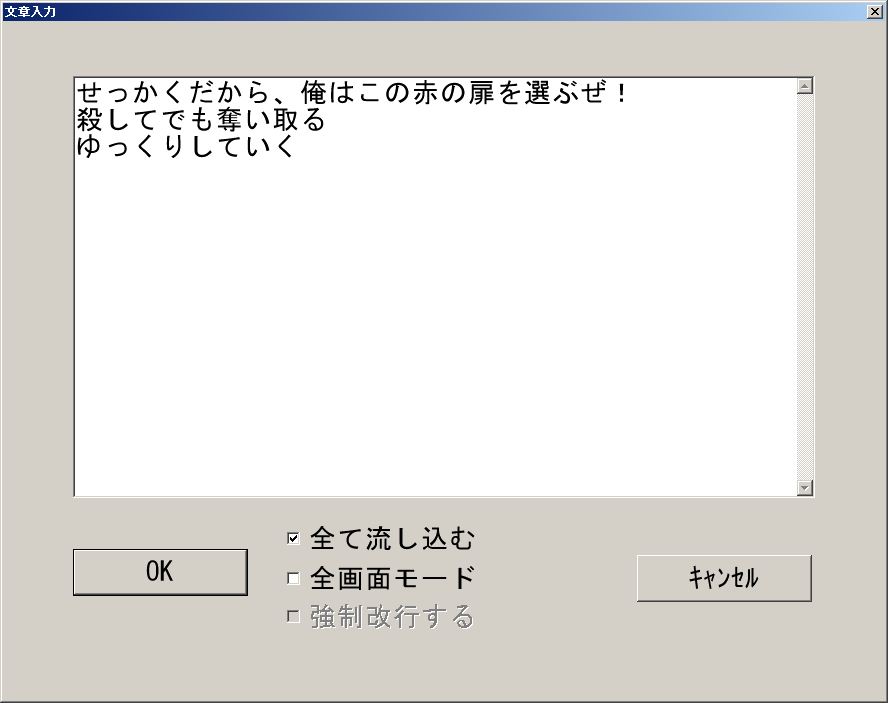 文章入力
せっかくだから、俺はこの赤の扉を選ぶぜ！
殺してでも奪い取る
ゆっくりしていく
全て流し込む
OK
全画面モード
ｷｬﾝｾﾙ
強制改行する